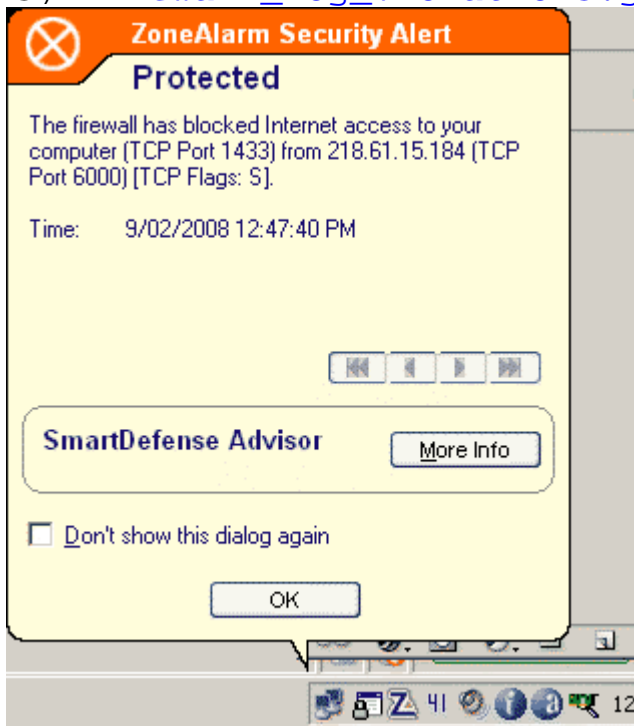 ZoneAlarm Security Alert
Protected
The firewall has blocked Internet access to your
computer (TCP Port 1433) from 218.61.15.184 (TCP
Port 6000) [TCP Flags: S].
Time: 9/02/2008 12:47:40 PM
SmartDefense Advisor
More Info
Don't show this dialog again
OK
41
12